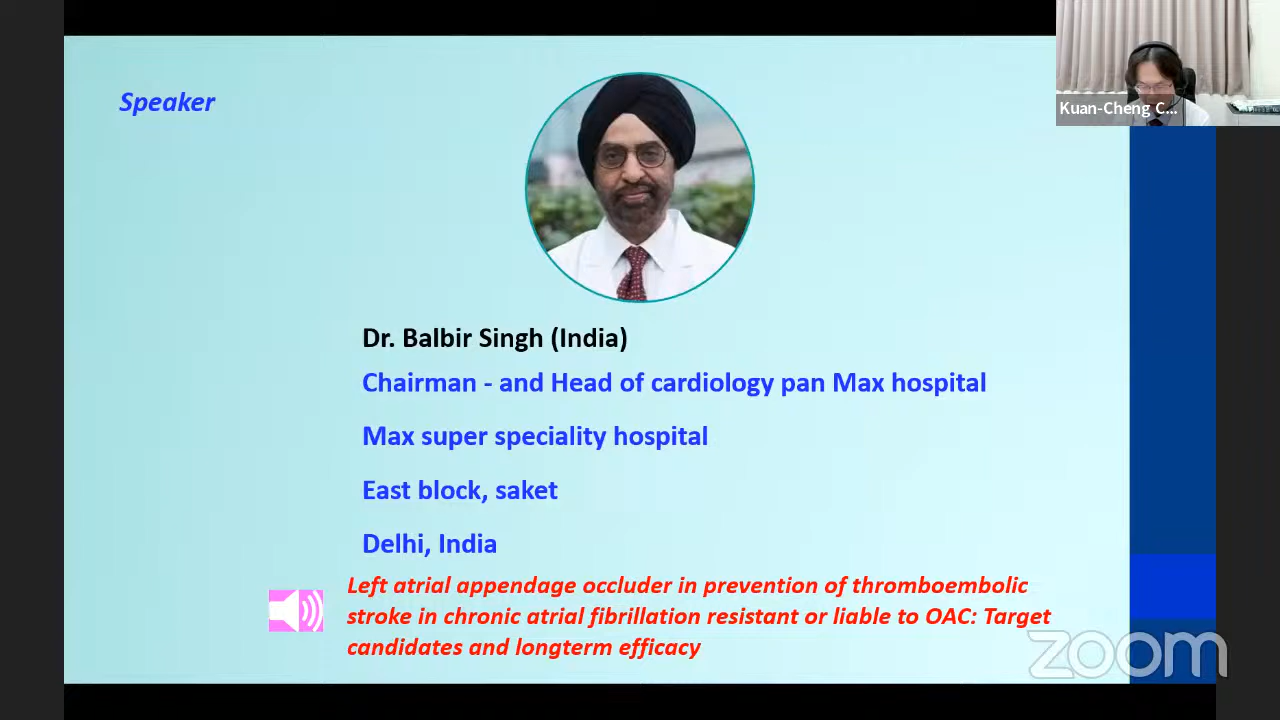 Speaker
Kuan-Cheng C...
Dr. Balbir Singh (India)
Chairman - and Head of cardiology pan Max hospital
Max super speciality hospital
East block, saket
Delhi, India
Left atrial appendage occluder in prevention of thromboembolic
stroke in chronic atrial fibrillation resistant or liable to OAC: Target
candidates and longterm efficacy
zoom